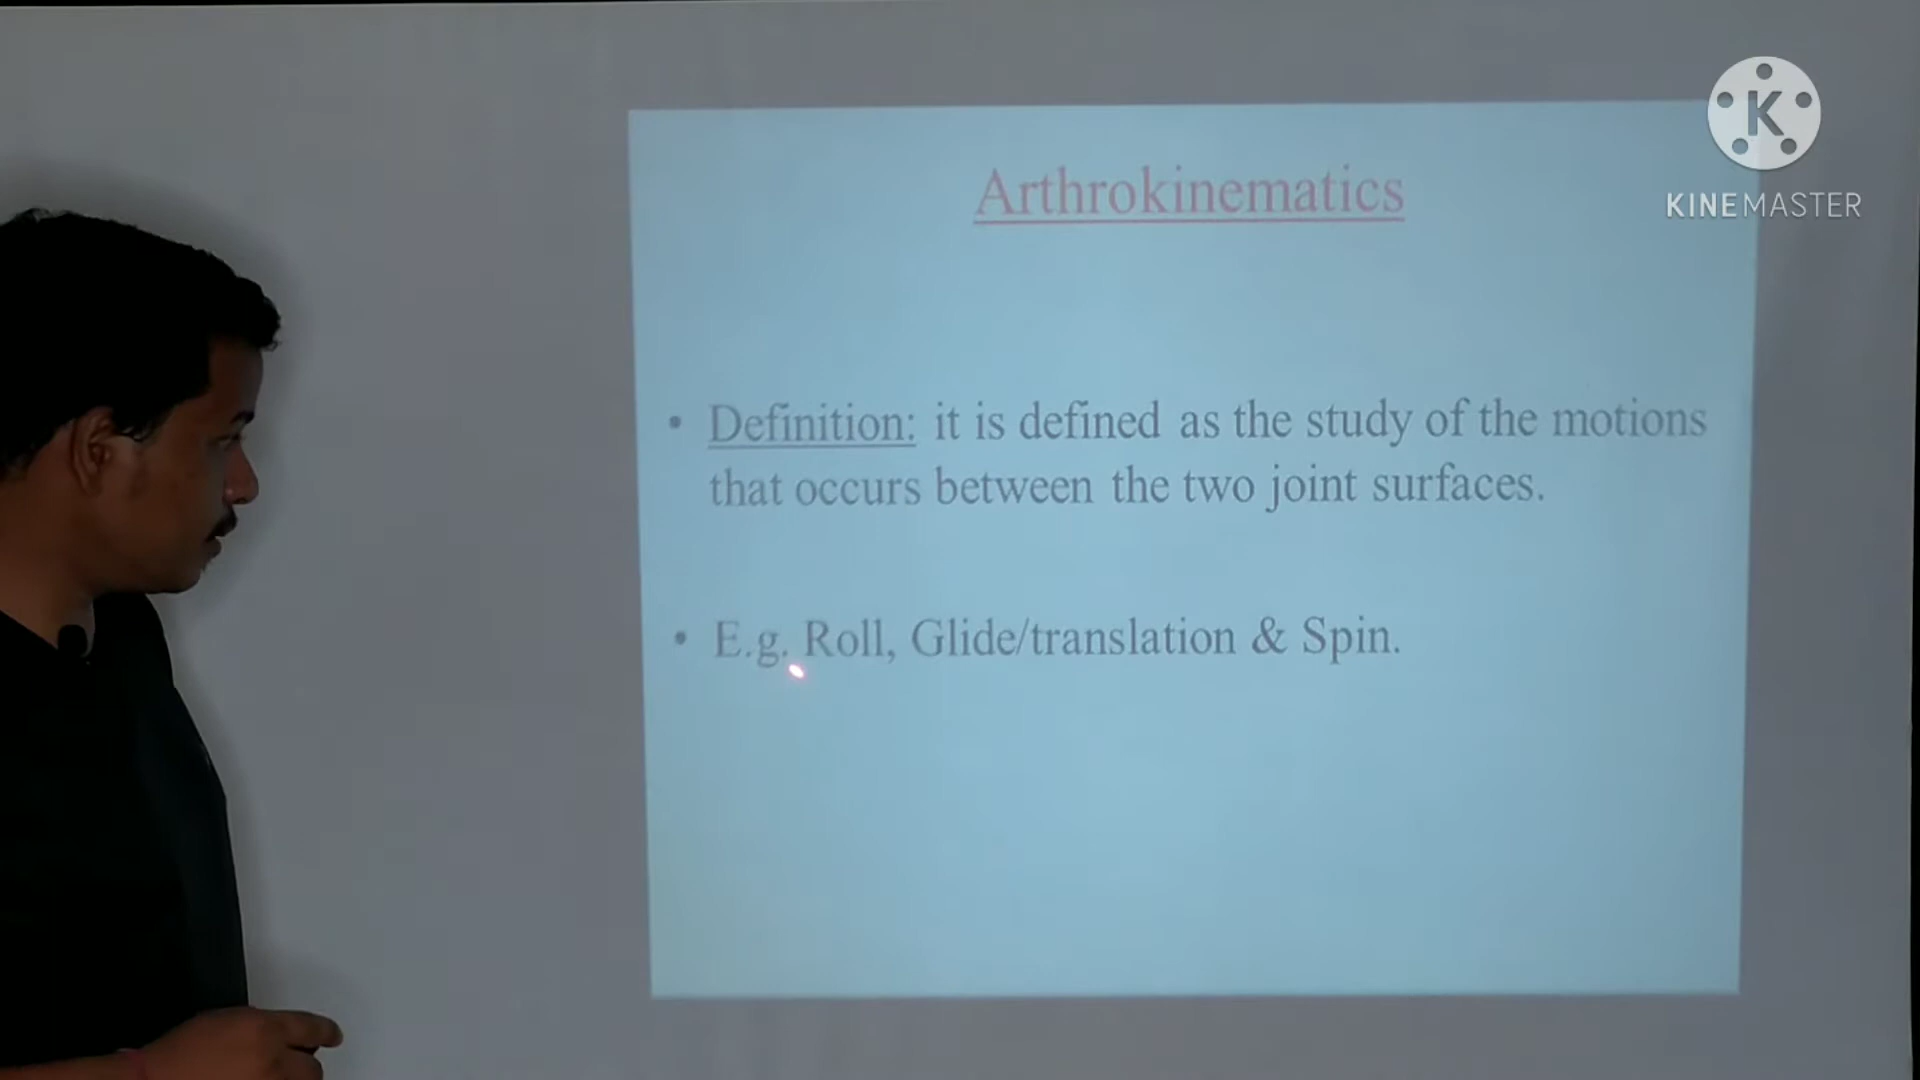 K
KINEMASTER
Arthrokinematics
• Definition: it is defined as the study of the motions
that occurs between the two joint surfaces.
• E.g. Roll, Glide/translation & Spin.